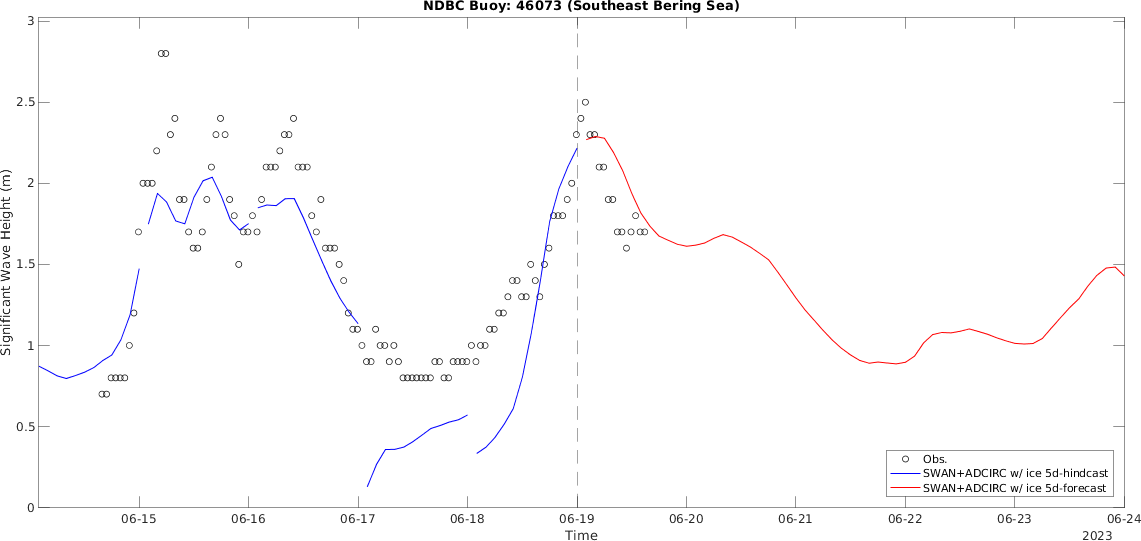 NDBC Buoy: 46073 (Southeast Bering Sea)
Significant Wave Height (m)
3
2.5
2
1.5
1
0.5
0
06-15 06-16 06-17 06-18 06-19 06-20 06-21 06-22 06-23 06-24
Time
2023
Obs.
SWAN+ADCIRC w/ ice 5d-hindcast
SWAN+ADCIRC w/ ice 5d-forecast